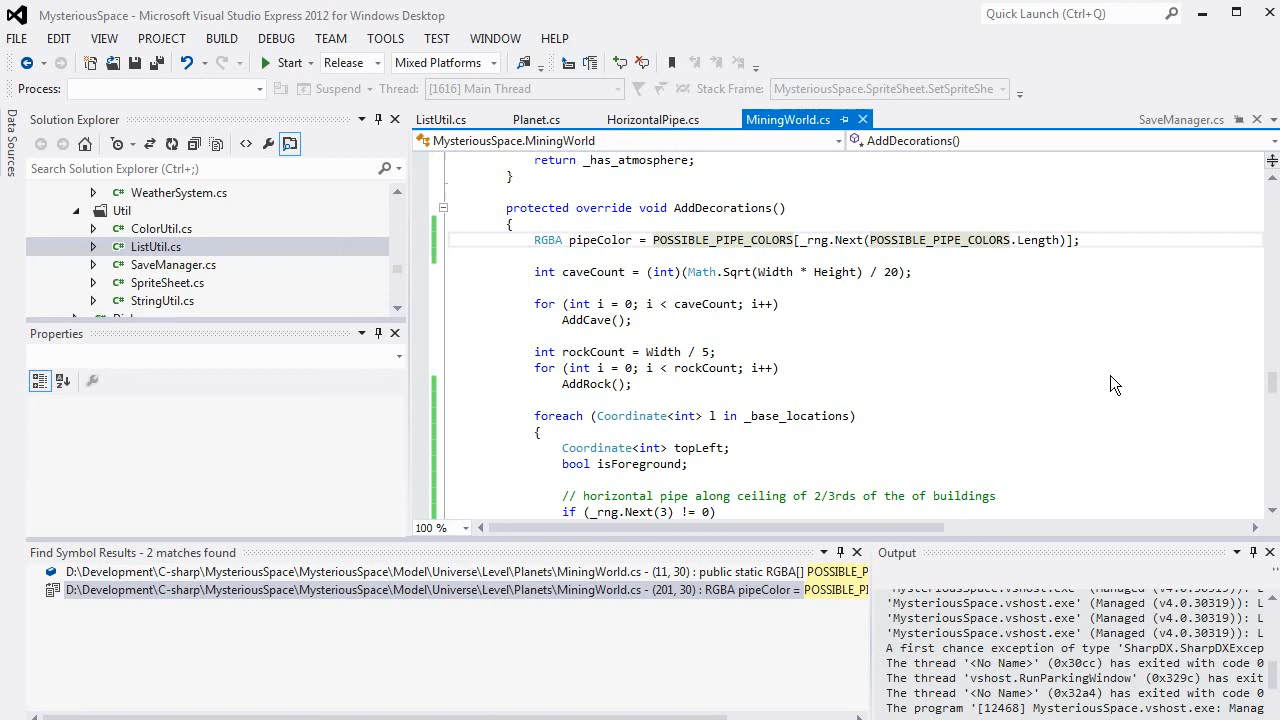 MysteriousSpace - Microsoft Visual Studio Express 2012 for Windows Desktop
Quick Launch (Ctrl+Q)
FILE EDIT VIEW PROJECT BUILD DEBUG TEAM TOOLS TEST WINDOW HELP
Start Release Mixed Platforms
Process: Suspend Thread: [1616] Main Thread Stack Frame: MysteriousSpace.SpriteSheet.SetSpriteShe
Data Sources
Solution Explorer
Search Solution Explorer (Ctrl+;)
C# WeatherSystem.cs
Util
C# ColorUtil.cs
C# ListUtil.cs
C# SaveManager.cs
C# SpriteSheet.cs
C# StringUtil.cs
Properties
ListUtil.cs Planet.cs HorizontalPipe.cs MiningWorld.cs SaveManager.cs
MysteriousSpace.MiningWorld AddDecorations()
return _has_atmosphere;
}
protected override void AddDecorations()
{
RGBA pipeColor = POSSIBLE_PIPE_COLORS[_rng.Next(POSSIBLE_PIPE_COLORS.Length)];
int caveCount = (int)(Math.Sqrt(Width * Height) / 20);
for (int i = 0; i < caveCount; i++)
AddCave();
int rockCount = Width / 5;
for (int i = 0; i < rockCount; i++)
AddRock();
foreach (Coordinate<int> l in _base_locations)
{
Coordinate<int> topLeft;
bool isForeground;
// horizontal pipe along ceiling of 2/3rds of the of buildings
if (_rng.Next(3) != 0)
100 %
Find Symbol Results - 2 matches found
D:\Development\C-sharp\MysteriousSpace\MysteriousSpace\Model\Universe\Level\Planets\MiningWorld.cs - (11, 30) : public static RGBA[] POSSIBLE_P
D:\Development\C-sharp\MysteriousSpace\MysteriousSpace\Model\Universe\Level\Planets\MiningWorld.cs - (201, 30) : RGBA pipeColor = POSSIBLE_PI
Output
'MysteriousSpace.vshost.exe' (Managed (v4.0.30319)): L
'MysteriousSpace.vshost.exe' (Managed (v4.0.30319)): L
'MysteriousSpace.vshost.exe' (Managed (v4.0.30319)): L
'MysteriousSpace.vshost.exe' (Managed (v4.0.30319)): L
A first chance exception of type 'SharpDX.SharpDXExcep
The thread '<No Name>' (0x30cc) has exited with code 0
The thread 'vshost.RunParkingWindow' (0x329c) has exit
The thread '<No Name>' (0x32a4) has exited with code 0
The program '[12468] MysteriousSpace.vshost.exe: Manag